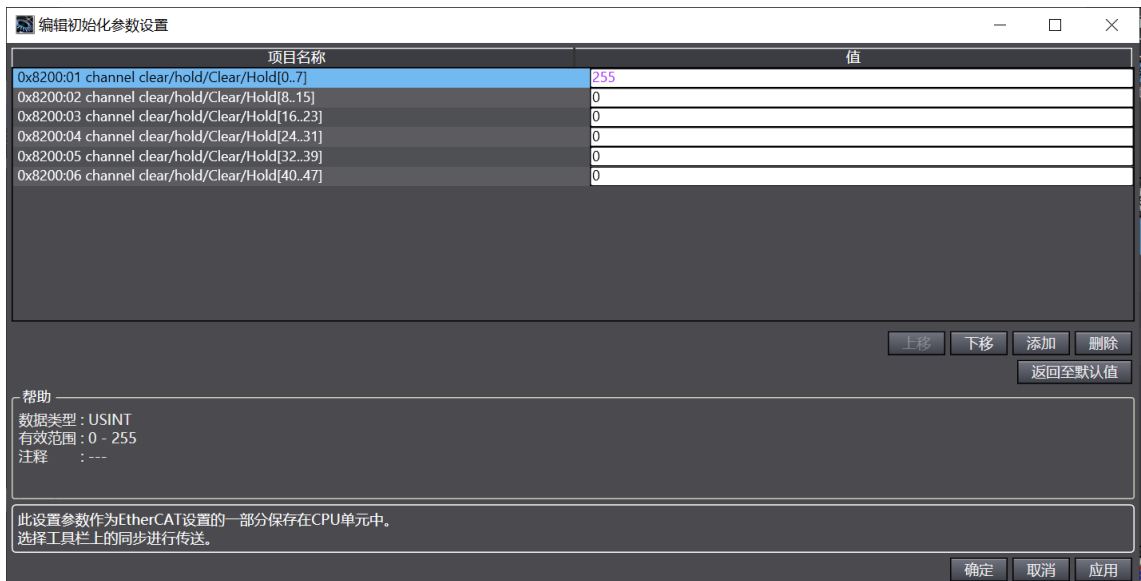 编辑初始化参数设置
项目名称 值
0x8200:01 channel clear/hold/Clear/Hold[0..7] 255
0x8200:02 channel clear/hold/Clear/Hold[8..15] 0
0x8200:03 channel clear/hold/Clear/Hold[16..23] 0
0x8200:04 channel clear/hold/Clear/Hold[24..31] 0
0x8200:05 channel clear/hold/Clear/Hold[32..39] 0
0x8200:06 channel clear/hold/Clear/Hold[40..47] 0
上移 下移 添加 删除
返回至默认值
帮助
数据类型 : USINT
有效范围 : 0 - 255
注释 : ---
此设置参数作为EtherCAT设置的一部分保存在CPU单元中。
选择工具栏上的同步进行传送。
确定 取消 应用